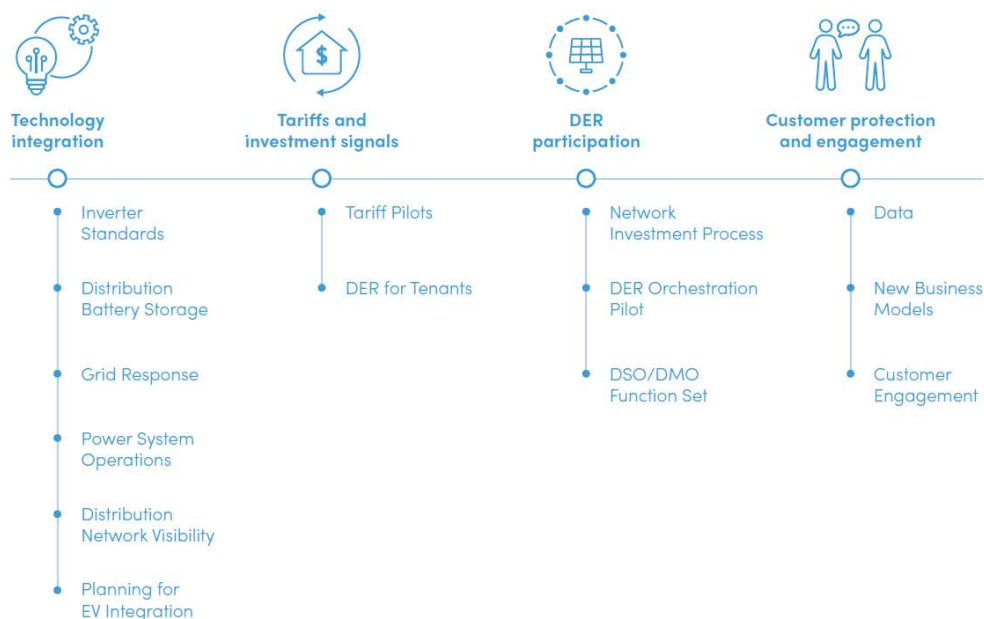 Technology
integration
Tariffs and
investment signals
DER
participation
Customer protection
and engagement
Inverter
Standards
Distribution
Battery Storage
Grid Response
Power System
Operations
Distribution
Network Visibility
Planning for
EV Integration
$
Tariff Pilots
DER for Tenants
Network
Investment Process
DER Orchestration
Pilot
DSO/DMO
Function Set
Data
New Business
Models
Customer
Engagement